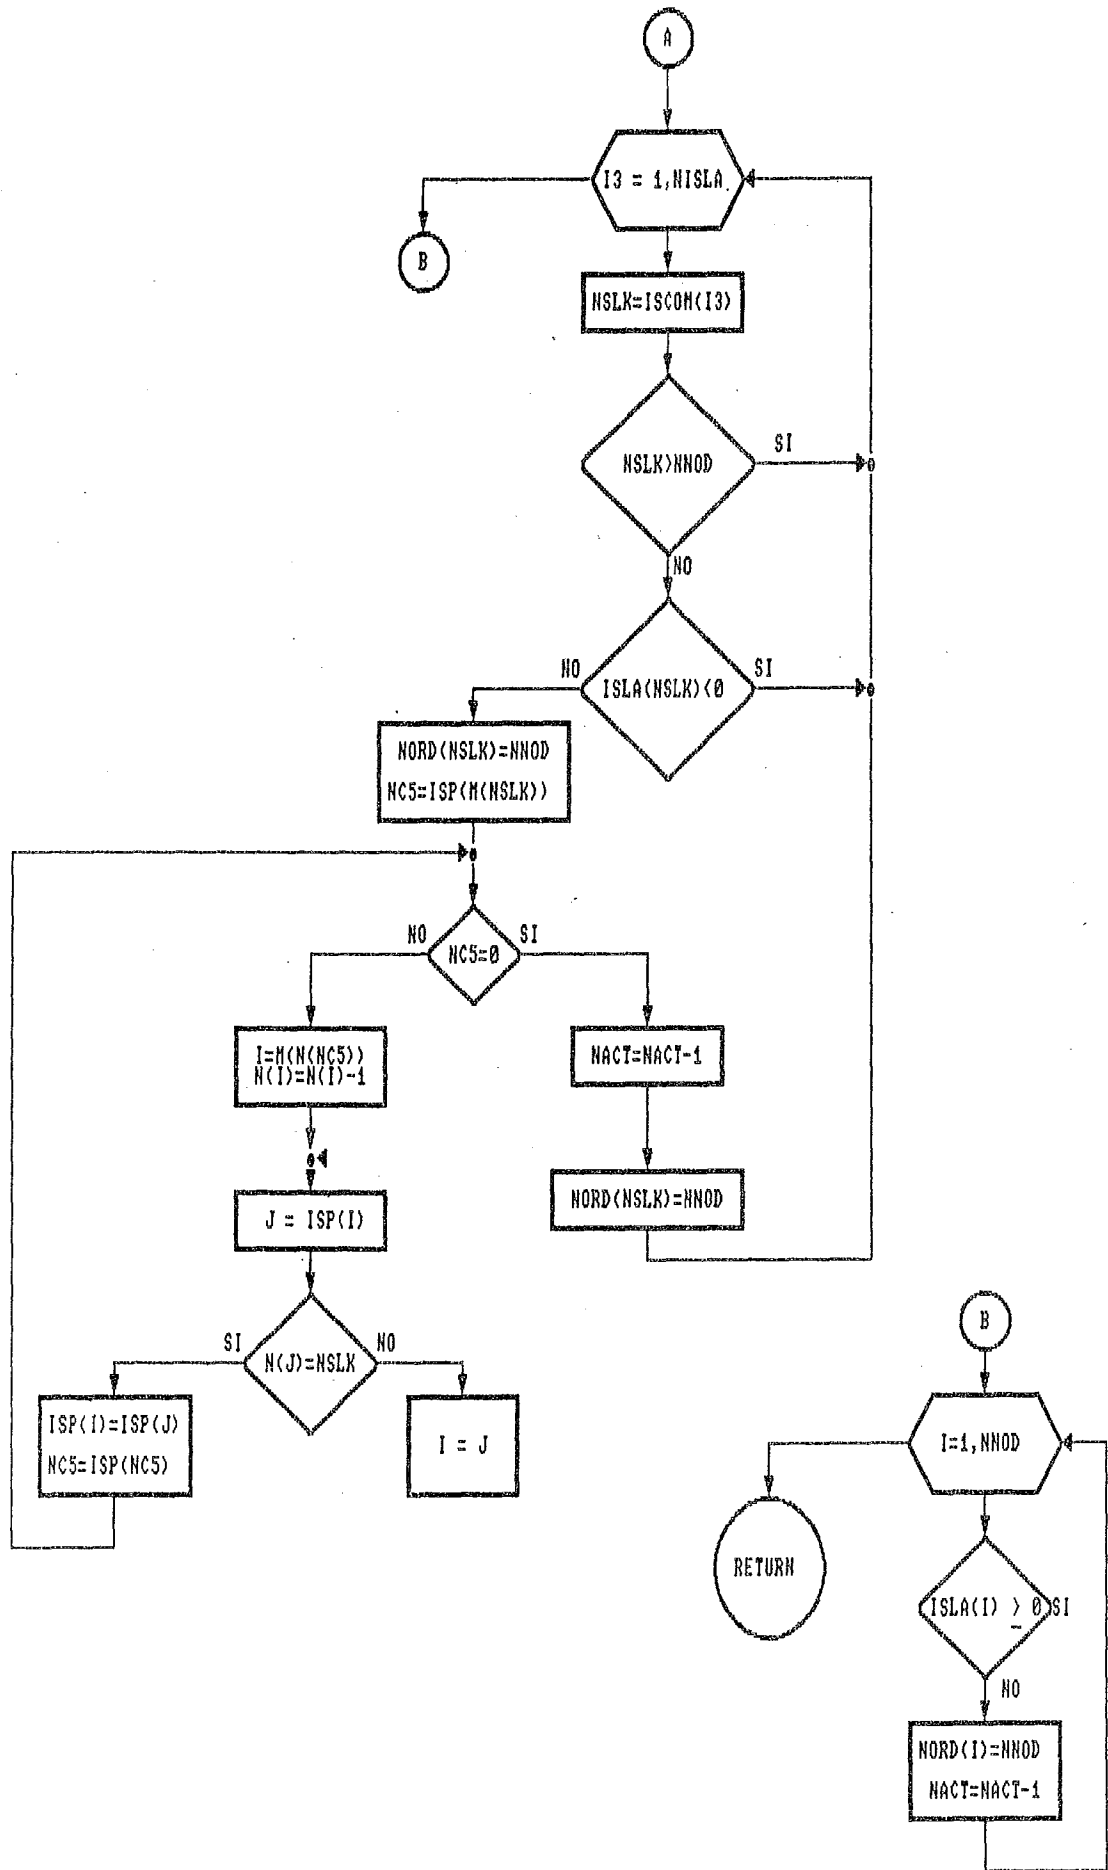 A
I3 = 1,NISLA
B
NSLK=ISCOM(I3)
NSLK>NNOD
SI
NO
ISLA(NSLK)<0
NO
SI
NORD(NSLK)=NNOD
NC5=ISP(M(NSLK))
NC5=0
NO
SI
I=M(N(NC5))
N(I)=N(I)-1
NACT=NACT-1
J = ISP(I)
NORD(NSLK)=NNOD
N(J)=NSLK
SI
NO
ISP(I)=ISP(J)
NC5=ISP(NC5)
I = J
B
I=1,NNOD
RETURN
ISLA(I) ≥ 0
SI
NO
NORD(I)=NNOD
NACT=NACT-1